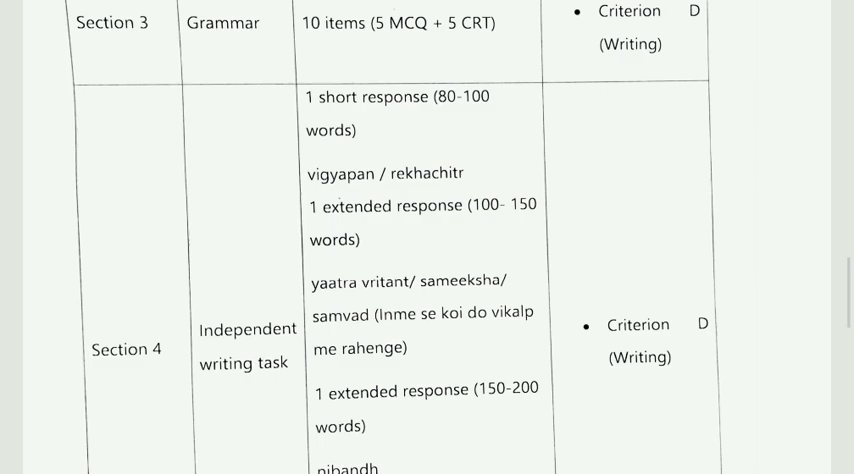 Section 3 Grammar 10 items (5 MCQ + 5 CRT) • Criterion D
(Writing)
1 short response (80-100
words)
vigyapan / rekhachitr
1 extended response (100- 150
words)
yaatra vritant/ sameeksha/
samvad (Inme se koi do vikalp
me rahenge)
1 extended response (150-200
words)
nibandh
Section 4
Independent
writing task
• Criterion D
(Writing)